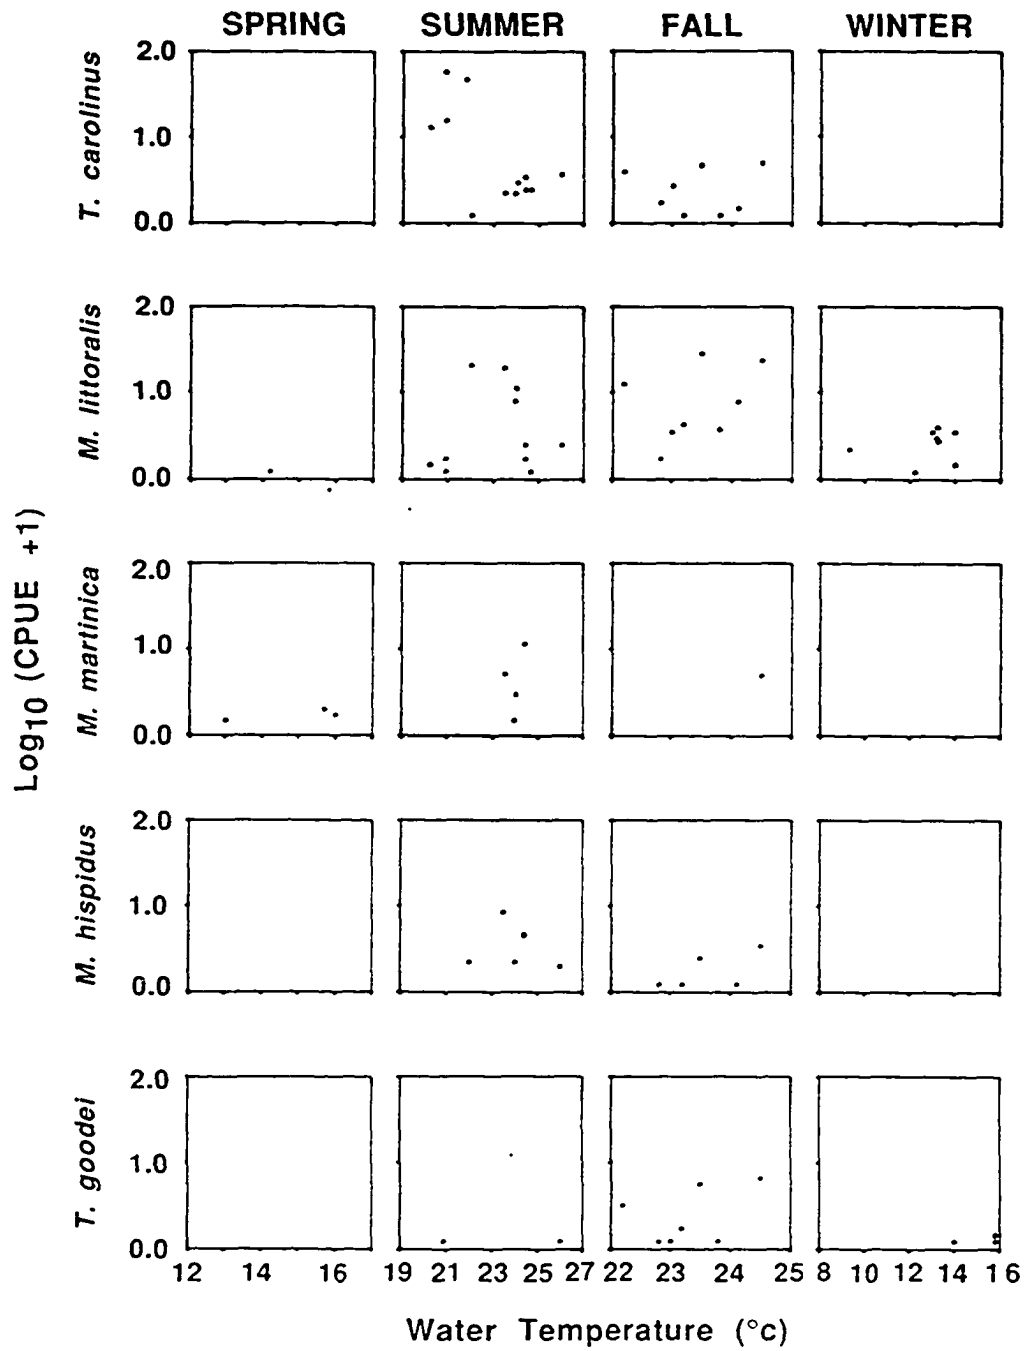 SPRING SUMMER FALL WINTER
T. carolinus
2.0
1.0
0.0
M. littoralis
2.0
1.0
0.0
Log10 (CPUE +1)
M. martinica
2.0
1.0
0.0
M. hispidus
2.0
1.0
0.0
T. goodei
2.0
1.0
0.0
12 14 16 19 21 23 25 27 22 23 24 25 8 10 12 14 16
Water Temperature (°c)